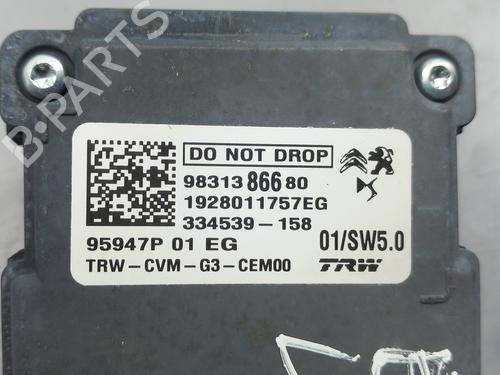 DO NOT DROP
98313 866 80
1928011757EG
334539-158
95947P 01 EG
01/SW5.0
TRW-CVM-G3-CEM00
TRW
B-PARTS